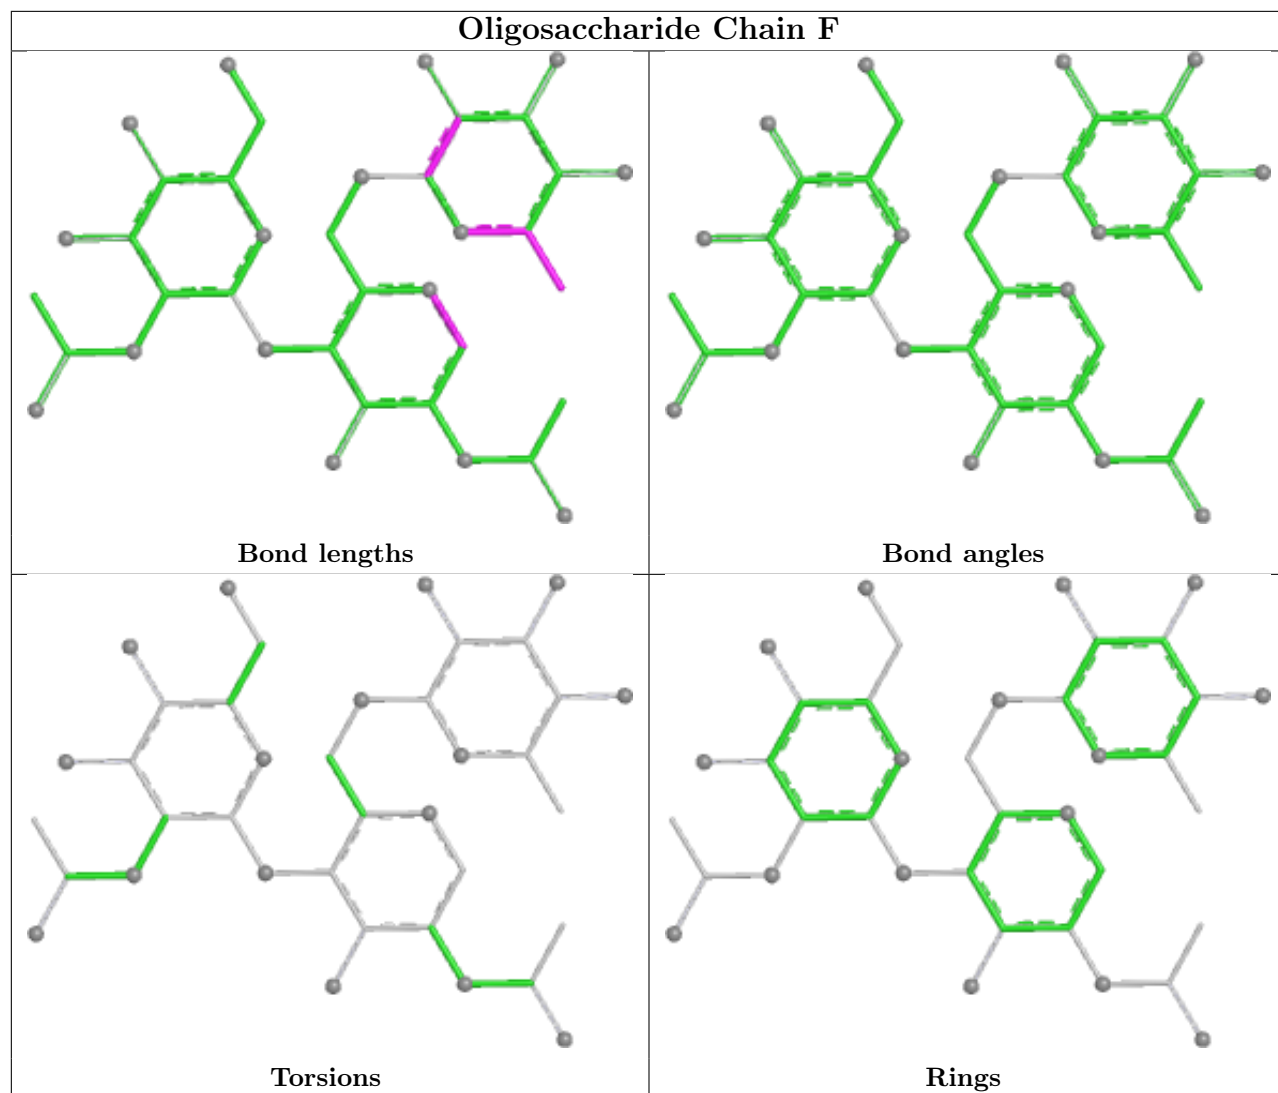 Oligosaccharide Chain F
Bond lengths
Bond angles
Torsions
Rings